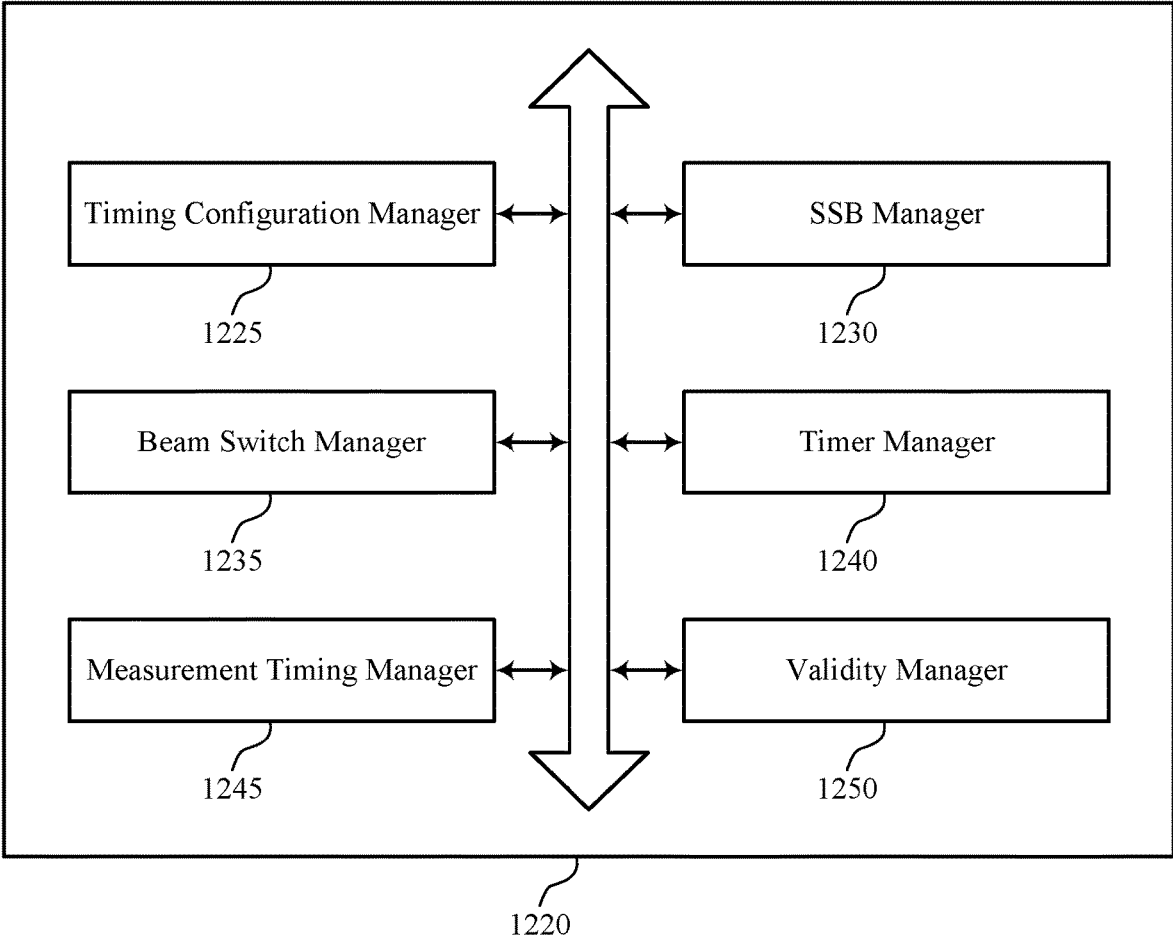 Timing Configuration Manager
SSB Manager
1225
1230
Beam Switch Manager
Timer Manager
1235
1240
Measurement Timing Manager
Validity Manager
1245
1250
1220